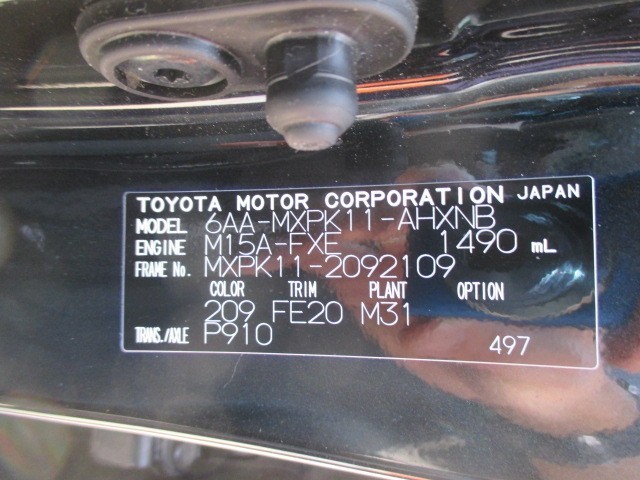 TOYOTA MOTOR CORPORATION JAPAN
MODEL 6AA-MXPK11-AHXNB
ENGINE M15A-FXE 1490 mL
FRAME No. MXPK11-2092109
COLOR TRIM PLANT OPTION
209 FE20 M31
TRANS./AXLE P910
497